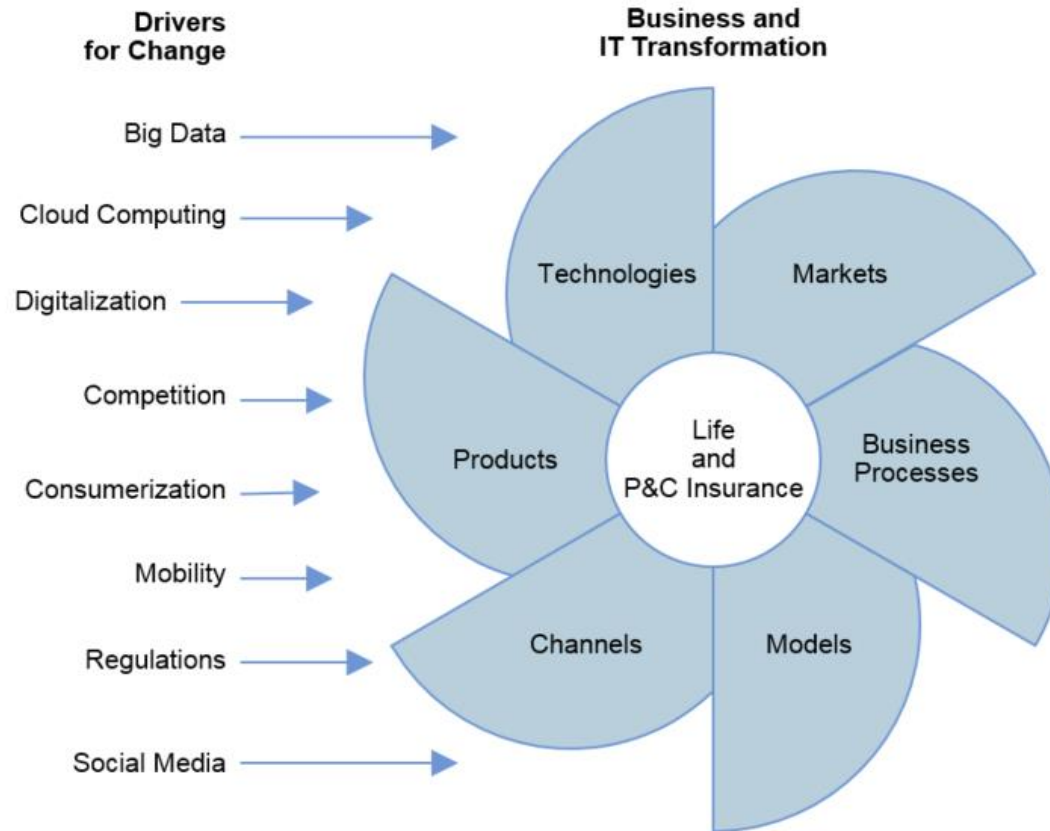 Drivers
for Change
Business and
IT Transformation
Big Data
Cloud Computing
Digitalization
Competition
Consumerization
Mobility
Regulations
Social Media
Technologies
Markets
Products
Life
and
P&C Insurance
Business
Processes
Channels
Models